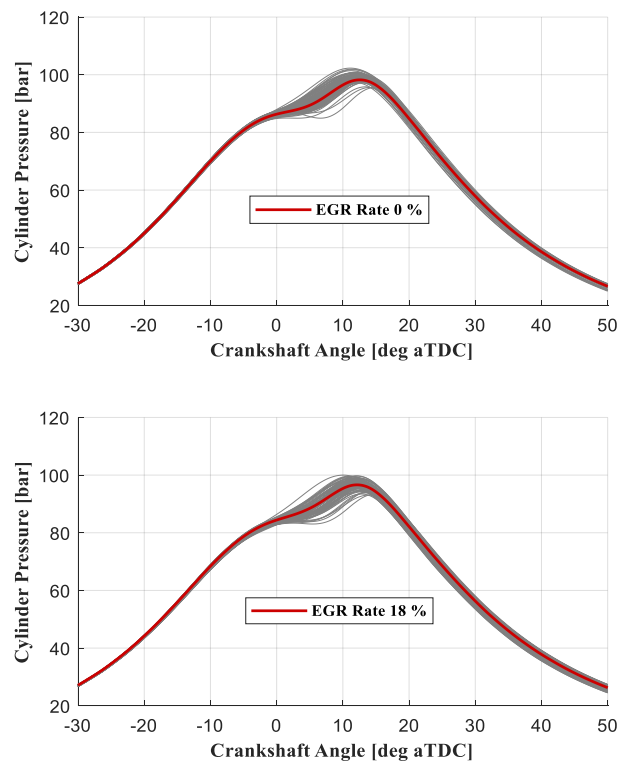 120
100
80
60
40
20
Cylinder Pressure [bar]
EGR Rate 0 %
-30 -20 -10 0 10 20 30 40 50
Crankshaft Angle [deg aTDC]
120
100
80
60
40
20
Cylinder Pressure [bar]
EGR Rate 18 %
-30 -20 -10 0 10 20 30 40 50
Crankshaft Angle [deg aTDC]